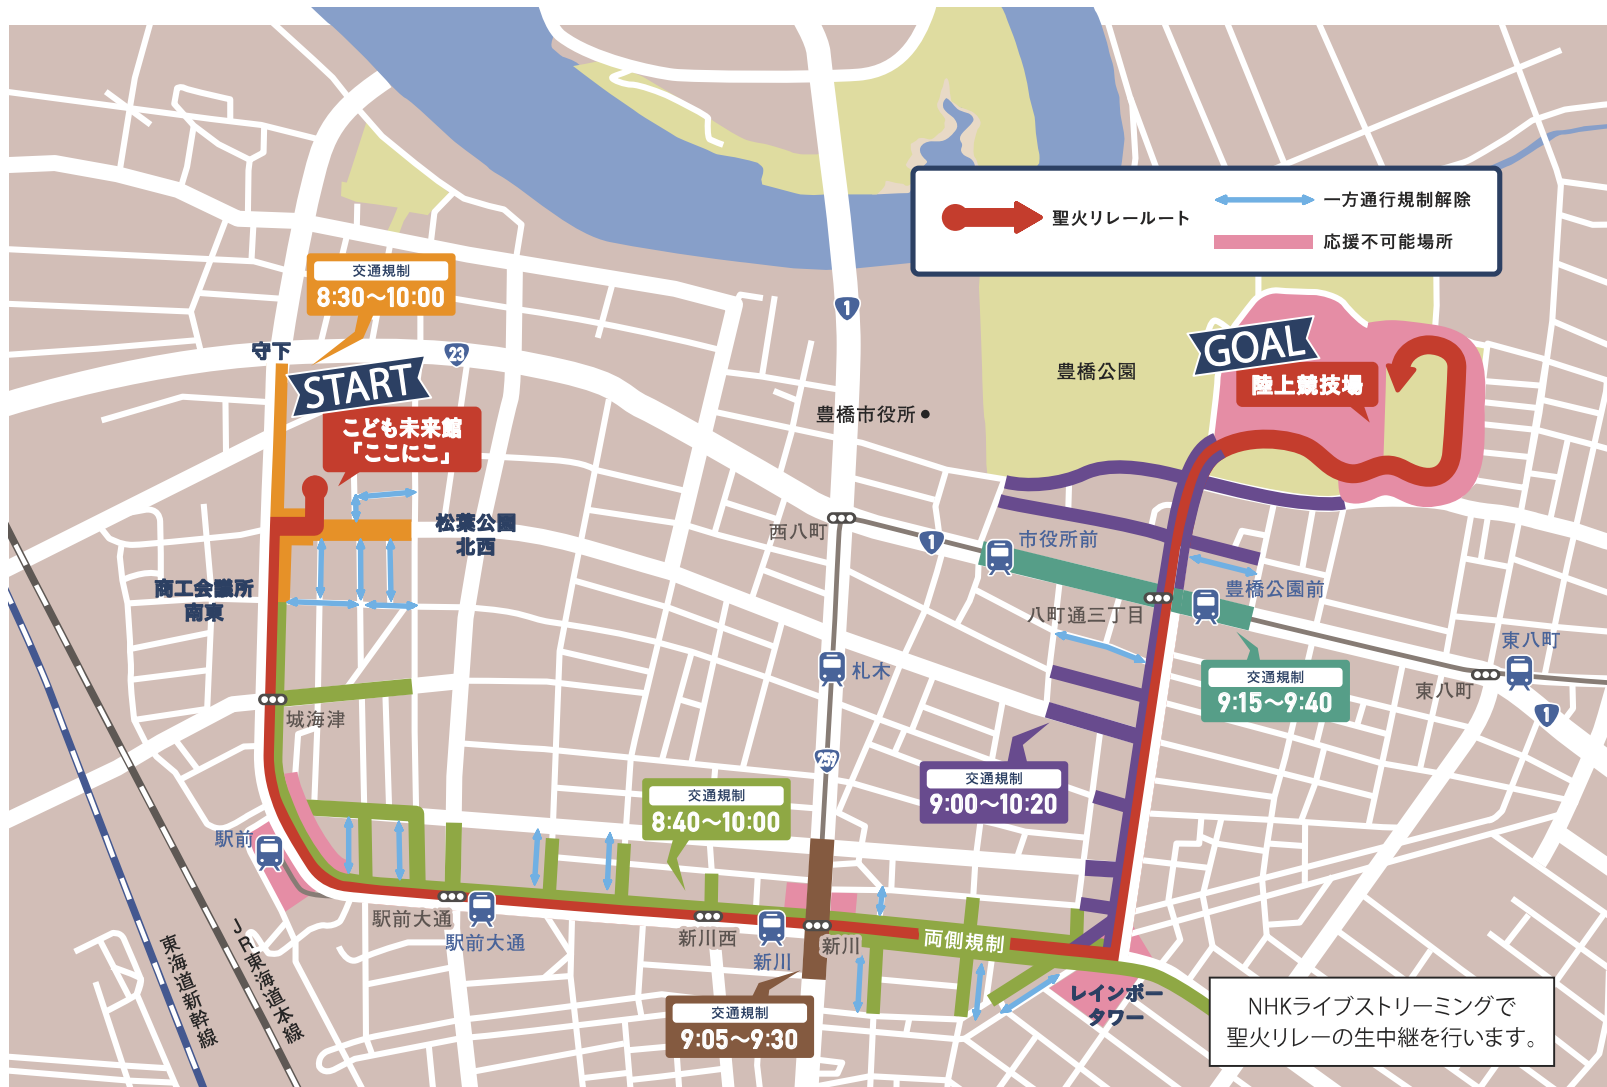 聖火リレールート
一方通行規制解除
応援不可能場所
交通規制
8:30〜10:00
守下
23
1
START
こども未来館
「ここにこ」
GOAL
陸上競技場
豊橋公園
豊橋市役所
松葉公園
北西
西八町
1
市役所前
豊橋公園前
商工会議所
南東
八町通三丁目
東八町
東八町
1
札木
交通規制
9:15〜9:40
城海津
259
交通規制
9:00〜10:20
交通規制
8:40〜10:00
駅前
駅前大通
駅前大通
新川西
新川
新川
両側規制
レインボー
タワー
交通規制
9:05〜9:30
東海道新幹線
JR東海道本線
NHKライブストリーミングで
聖火リレーの生中継を行います。